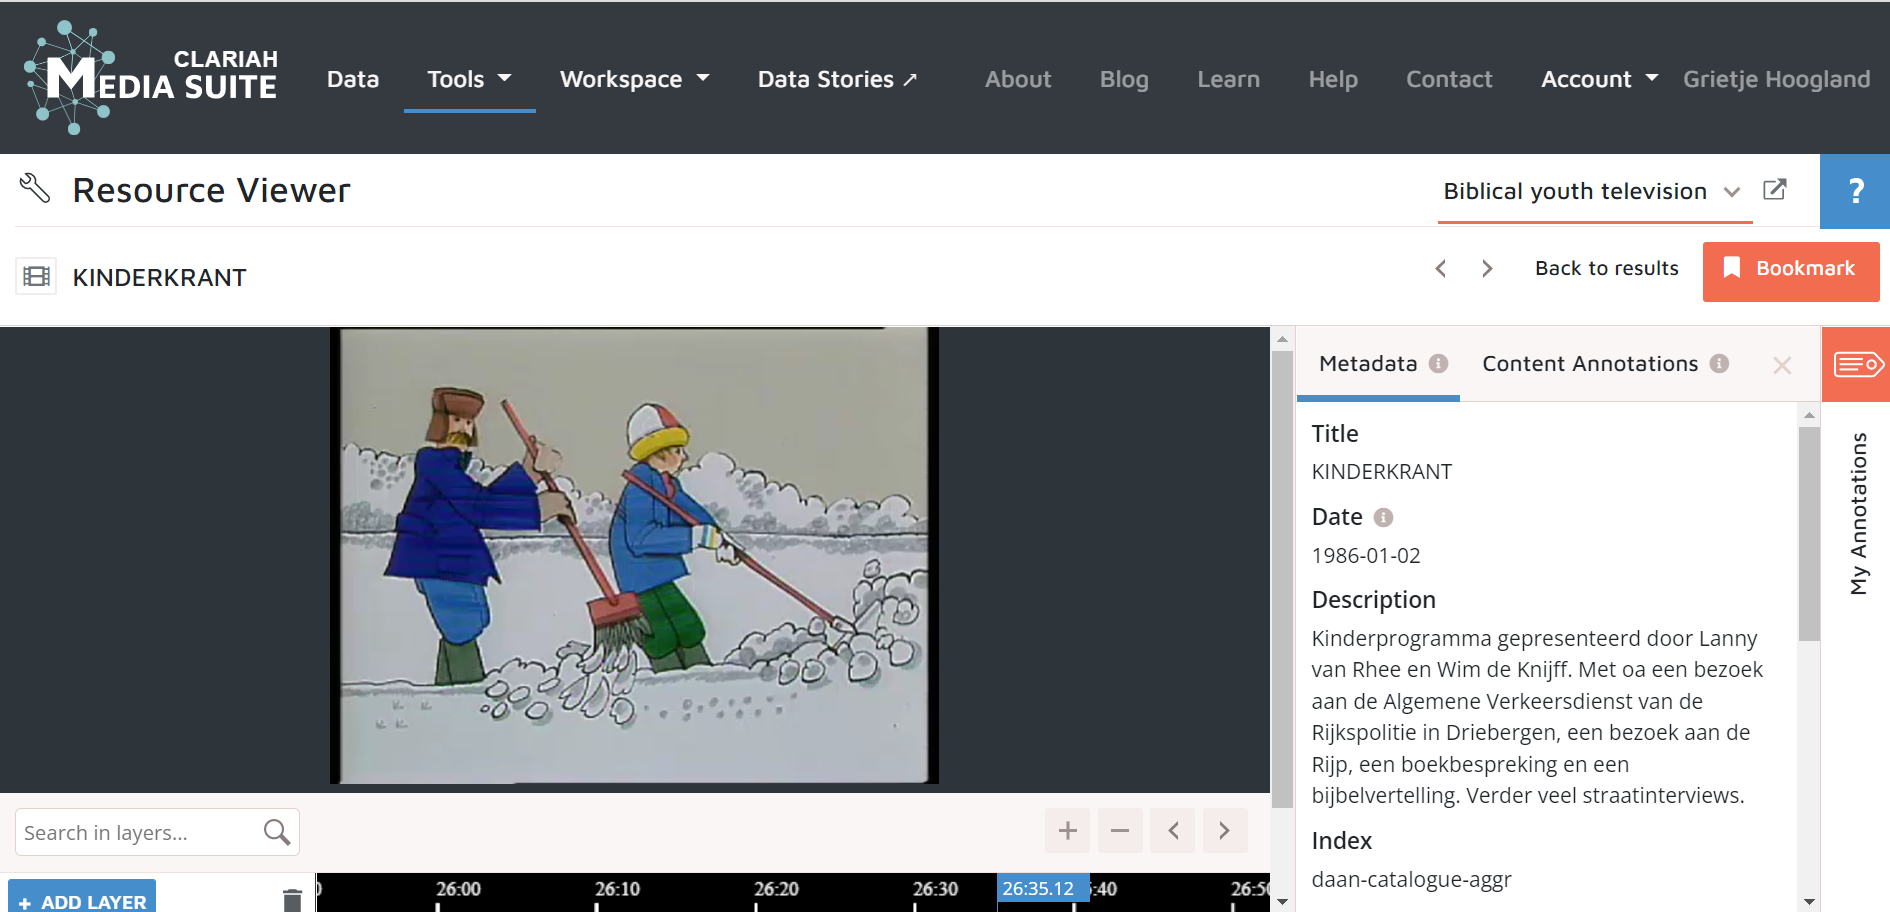 CLARIAH
MEDIA SUITE
Data
Tools
Workspace
Data Stories ↗
About
Blog
Learn
Help
Contact
Account
Grietje Hoogland
Resource Viewer
Biblical youth television
?
KINDERKRANT
Back to results
Bookmark
Metadata
Content Annotations
Title
KINDERKRANT
Date
1986-01-02
Description
Kinderprogramma gepresenteerd door Lanny
van Rhee en Wim de Knijff. Met oa een bezoek
aan de Algemene Verkeersdienst van de
Rijkspolitie in Driebergen, een bezoek aan de
Rijp, een boekbespreking en een
bijbelvertelling. Verder veel straatinterviews.
Index
daan-catalogue-aggr
My Annotations
Search in layers...
+ ADD LAYER
26:00
26:10
26:20
26:30
26:35.12
:40